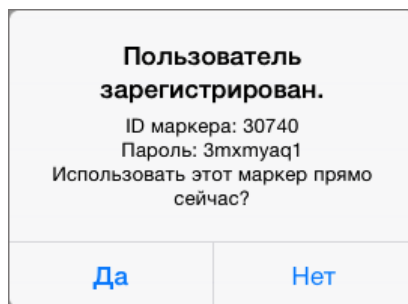 Пользователь
зарегистрирован.
ID маркера: 30740
Пароль: 3mxmyaq1
Использовать этот маркер прямо
сейчас?
Да
Нет